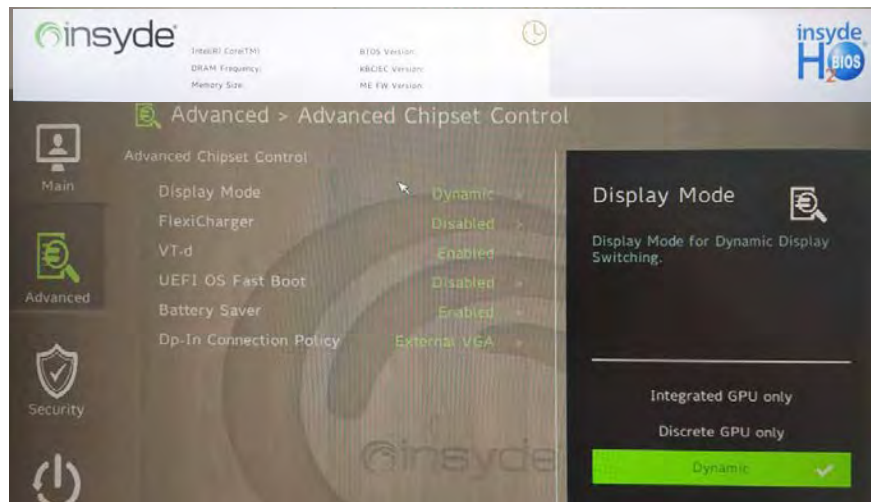 insyde
Intel(R) Core(TM)
DRAM Frequency:
Memory Size:
BIOS Version:
KBC/EC Version:
ME FW Version:
insyde
H2O
BIOS
Advanced > Advanced Chipset Control
Advanced Chipset Control
Main
Display Mode Dynamic >
FlexiCharger Disabled >
VT-d Enabled >
UEFI OS Fast Boot Disabled >
Battery Saver Enabled >
Dp-In Connection Policy External VGA >
Advanced
Security
Display Mode
Display Mode for Dynamic Display
Switching.
Integrated GPU only
Discrete GPU only
Dynamic
insyde